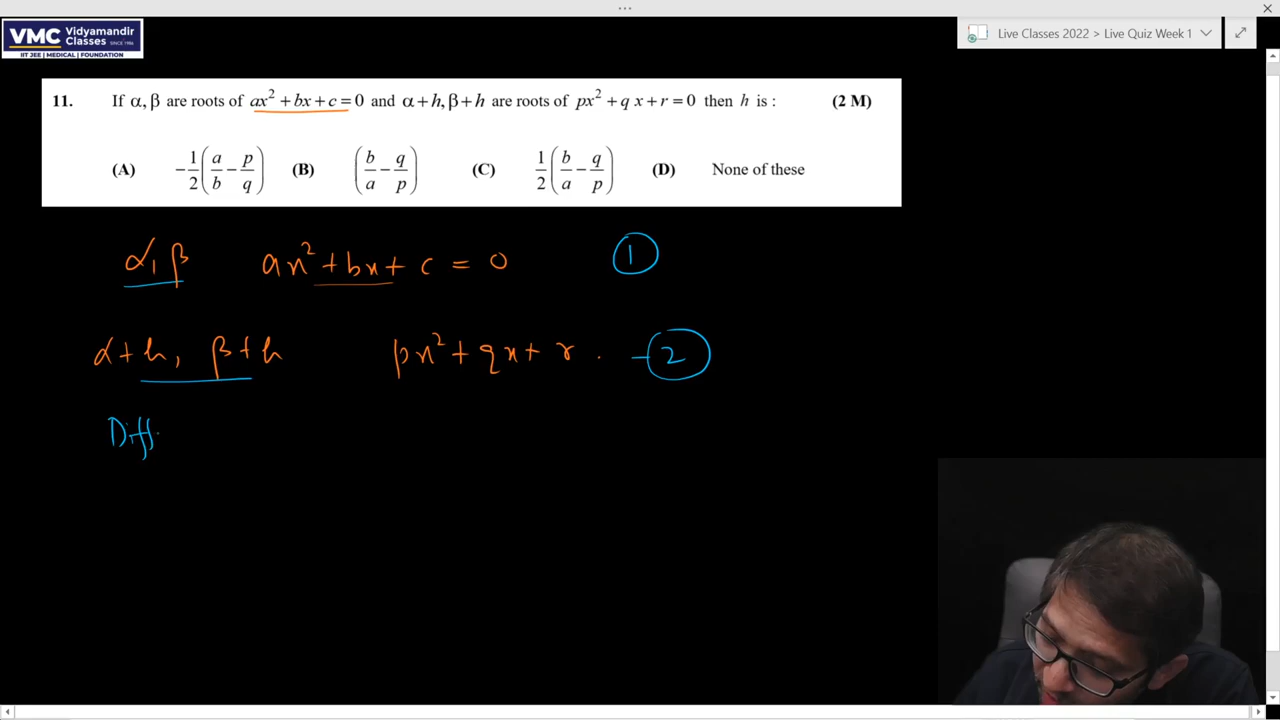 VMC Vidyamandir Classes SINCE 1986
IIT JEE | MEDICAL | FOUNDATION
Live Classes 2022 > Live Quiz Week 1
11. If α, β are roots of ax² + bx + c = 0 and α + h, β + h are roots of px² + q x + r = 0 then h is : (2 M)
(A) −1/2 (a/b − p/q) (B) (b/a − q/p) (C) 1/2 (b/a − q/p) (D) None of these
α, β ax² + bx + c = 0 1
α + h, β + h px² + qx + r . − 2
Diff.